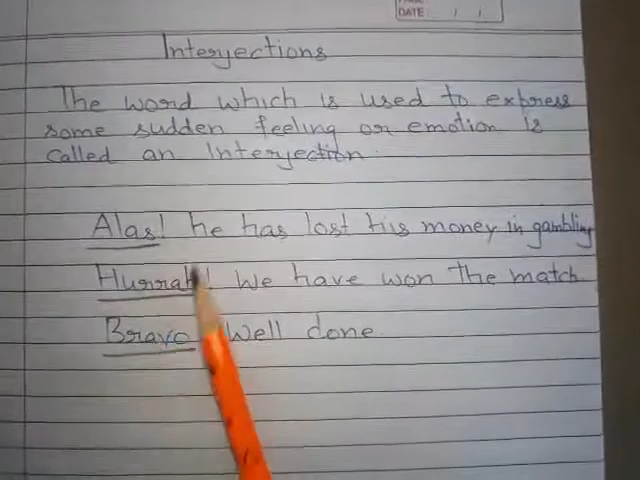 DATE / /
Interjections
The word which is used to express
some sudden feeling or emotion is
called an Interjection.
Alas! he has lost his money in gambling
Hurrah! We have won the match
Bravo well done